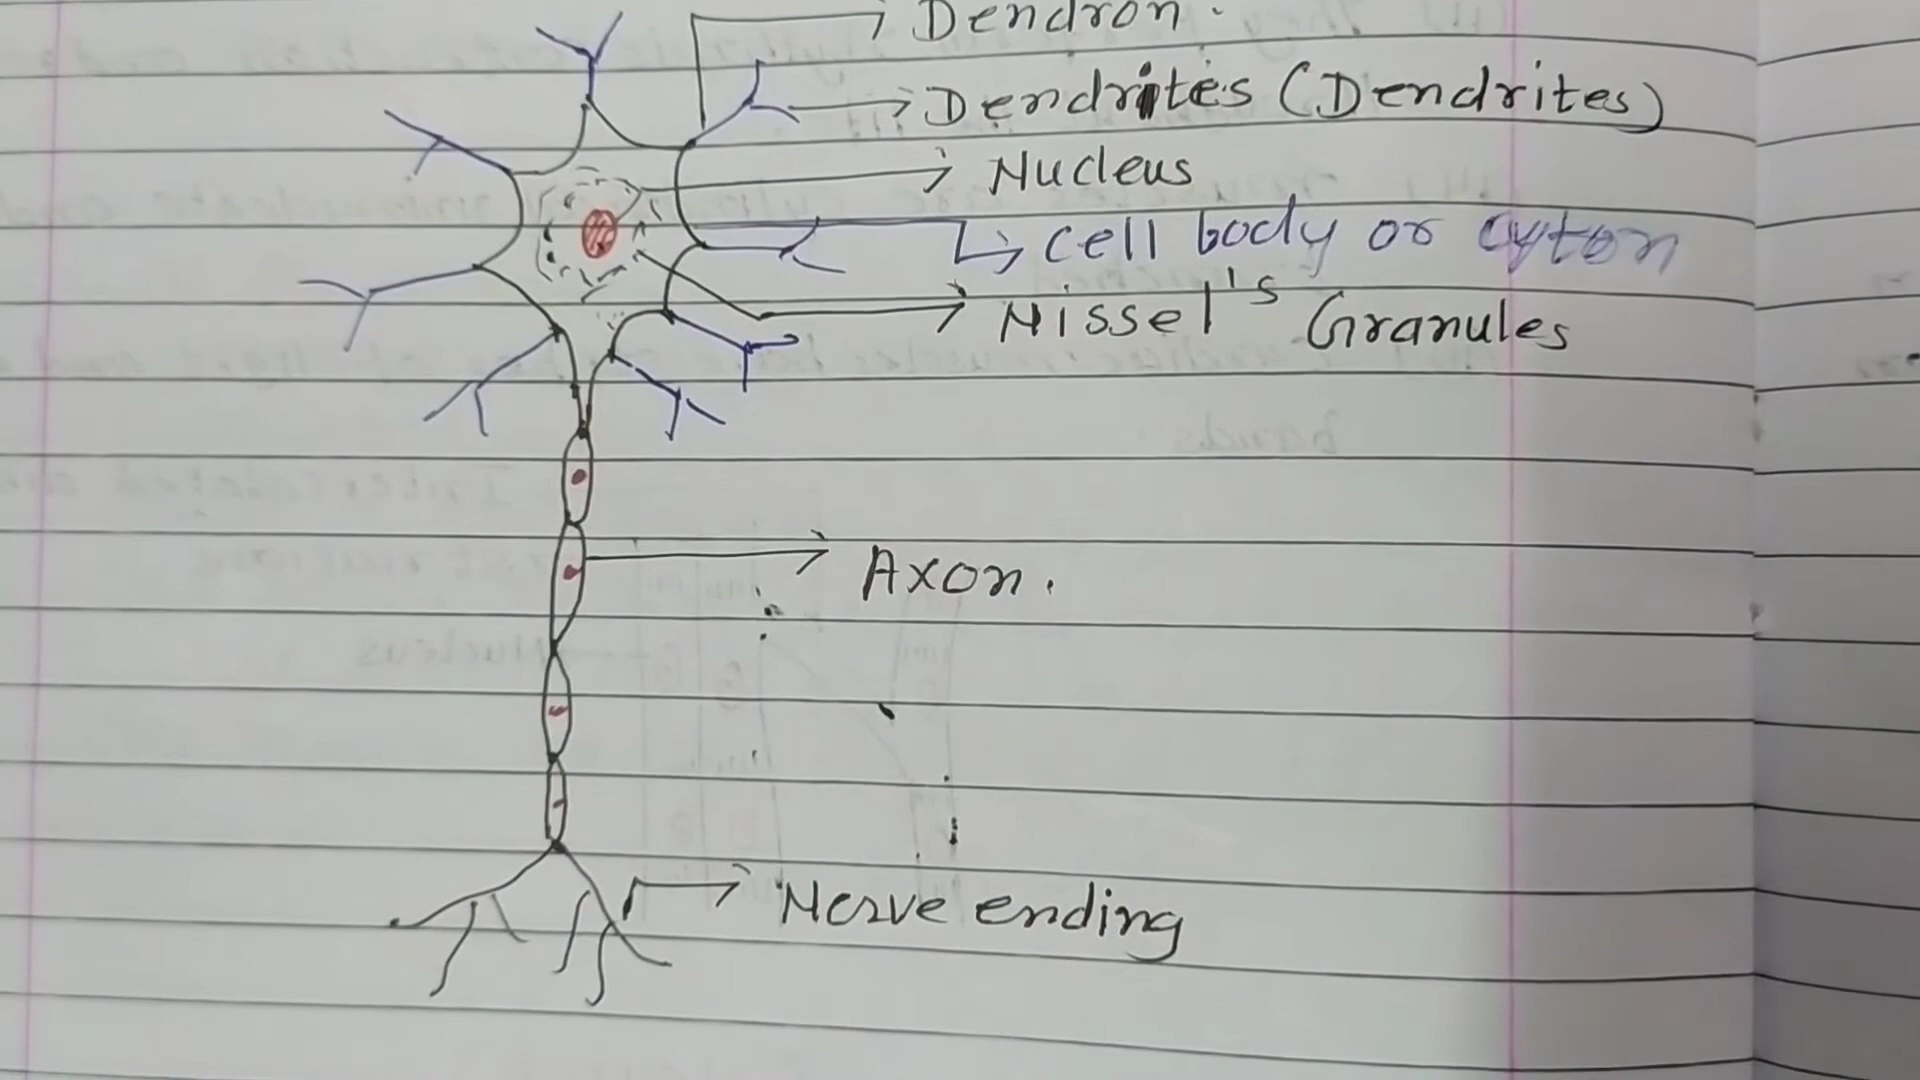 Dendron.
Dendrites (Dendrites)
Nucleus
Cell body or cyton
Nissel's Granules
Axon.
Nerve ending